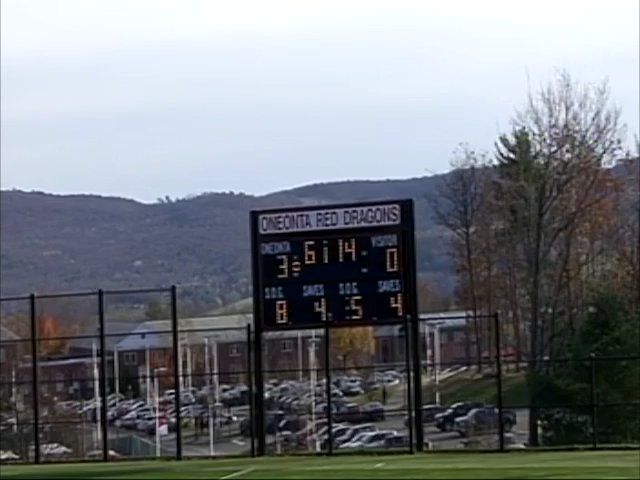 ONEONTA RED DRAGONS
ONEONTA 6:14 VISITOR
3 0
S.O.G. SAVES S.O.G. SAVES
8 4 5 4